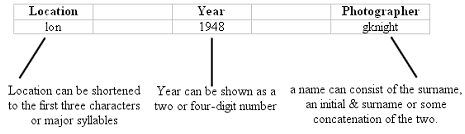 Location Year Photographer
lon 1948 gknight
Location can be shortened
to the first three characters
or major syllables
Year can be shown as a
two or four-digit number
a name can consist of the surname,
an initial & surname or some
concatenation of the two.